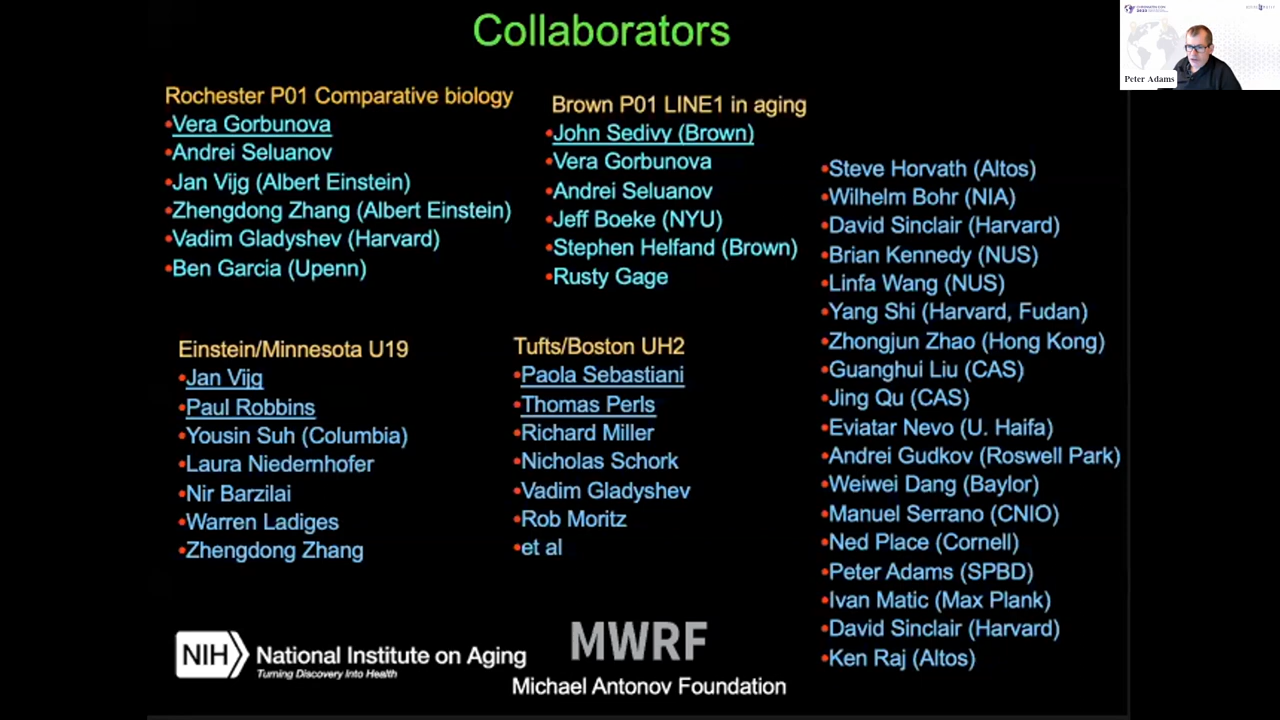 Collaborators
Rochester P01 Comparative biology
•Vera Gorbunova
•Andrei Seluanov
•Jan Vijg (Albert Einstein)
•Zhengdong Zhang (Albert Einstein)
•Vadim Gladyshev (Harvard)
•Ben Garcia (Upenn)
Brown P01 LINE1 in aging
•John Sedivy (Brown)
•Vera Gorbunova
•Andrei Seluanov
•Jeff Boeke (NYU)
•Stephen Helfand (Brown)
•Rusty Gage
Einstein/Minnesota U19
•Jan Vijg
•Paul Robbins
•Yousin Suh (Columbia)
•Laura Niedernhofer
•Nir Barzilai
•Warren Ladiges
•Zhengdong Zhang
Tufts/Boston UH2
•Paola Sebastiani
•Thomas Perls
•Richard Miller
•Nicholas Schork
•Vadim Gladyshev
•Rob Moritz
•et al
•Steve Horvath (Altos)
•Wilhelm Bohr (NIA)
•David Sinclair (Harvard)
•Brian Kennedy (NUS)
•Linfa Wang (NUS)
•Yang Shi (Harvard, Fudan)
•Zhongjun Zhao (Hong Kong)
•Guanghui Liu (CAS)
•Jing Qu (CAS)
•Eviatar Nevo (U. Haifa)
•Andrei Gudkov (Roswell Park)
•Weiwei Dang (Baylor)
•Manuel Serrano (CNIO)
•Ned Place (Cornell)
•Peter Adams (SPBD)
•Ivan Matic (Max Plank)
•David Sinclair (Harvard)
•Ken Raj (Altos)
NIH National Institute on Aging
Turning Discovery Into Health
MWRF
Michael Antonov Foundation
Peter Adams